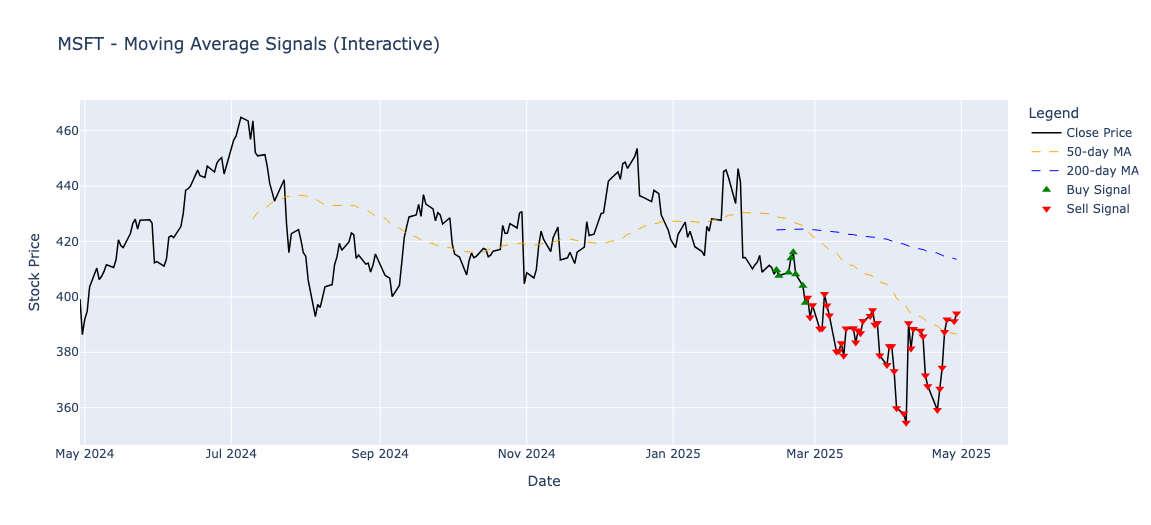 MSFT - Moving Average Signals (Interactive)
Legend
Close Price
50-day MA
200-day MA
Buy Signal
Sell Signal
460
440
420
400
380
360
Stock Price
May 2024
Jul 2024
Sep 2024
Nov 2024
Jan 2025
Mar 2025
May 2025
Date